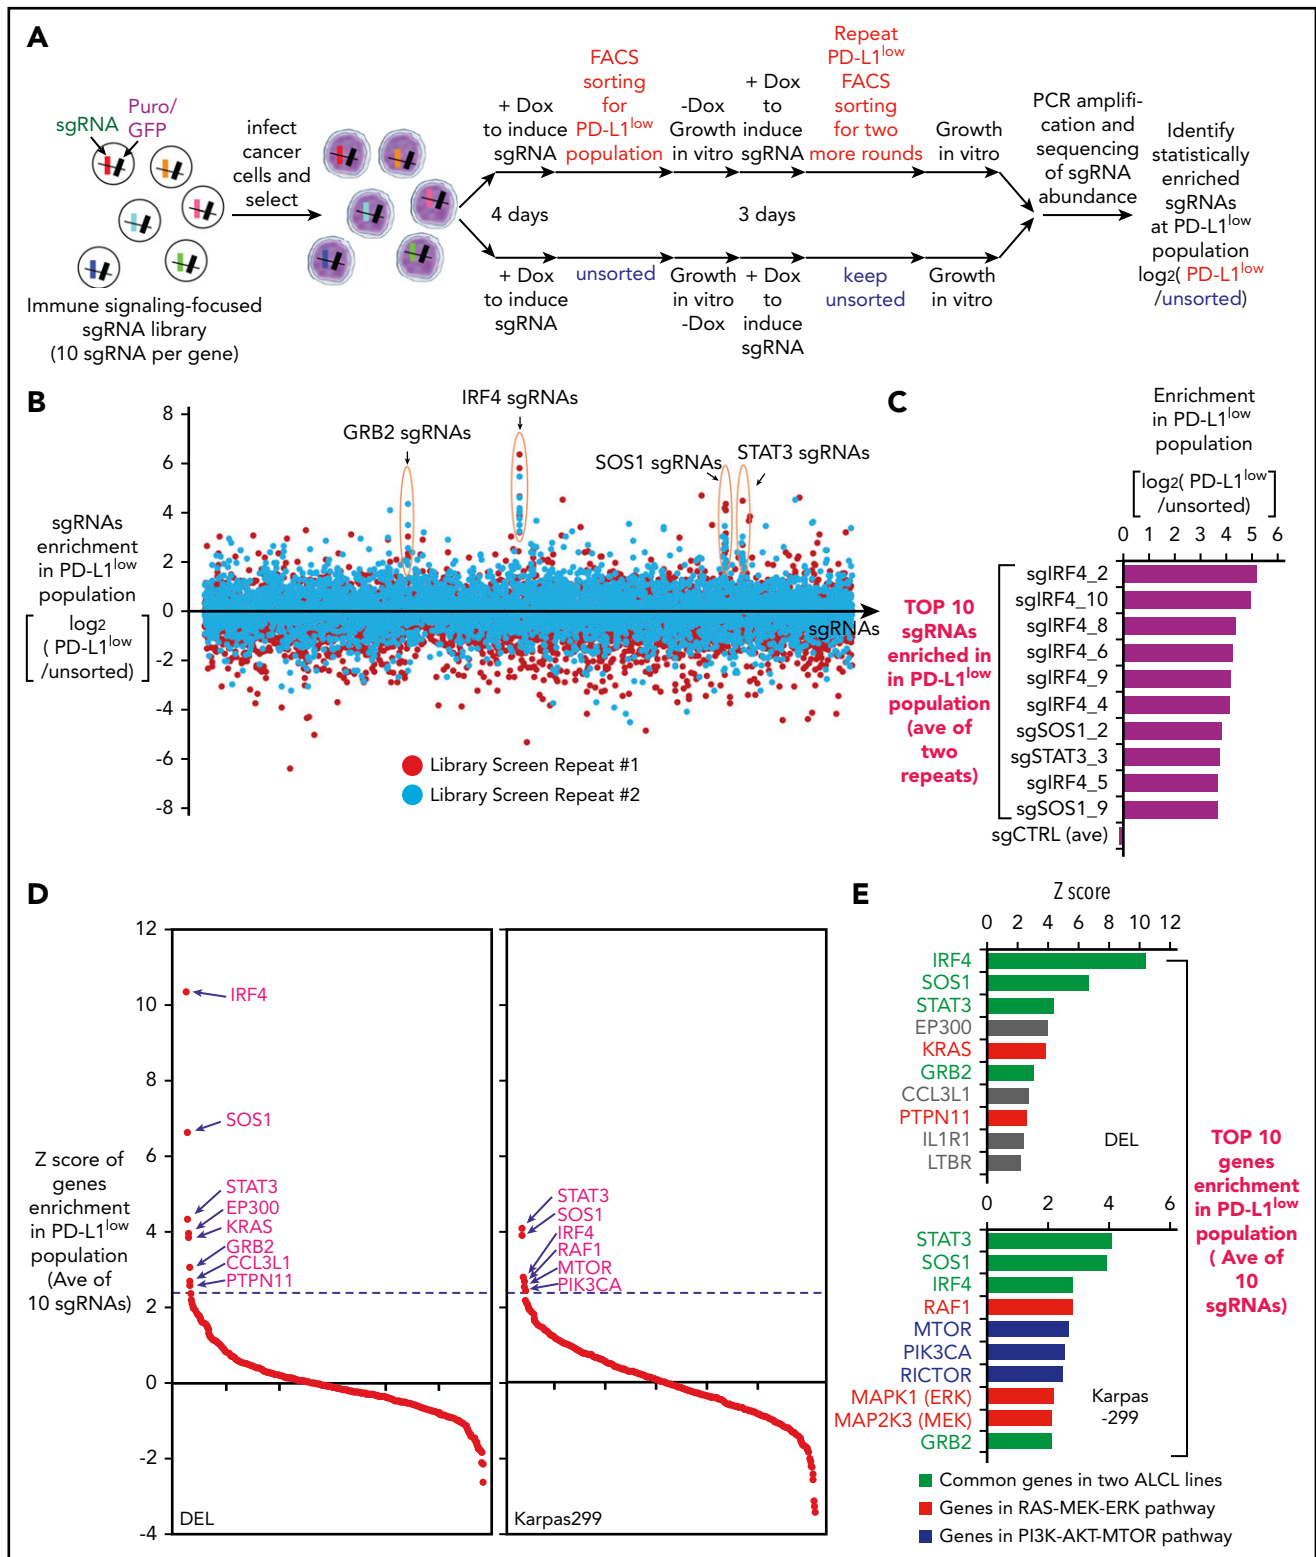 A
sgRNA
Puro/
GFP
infect
cancer
cells and
select
Immune signaling-focused
sgRNA library
(10 sgRNA per gene)
+ Dox
to induce
sgRNA
FACS
sorting
for
PD-L1low
population
-Dox
Growth
in vitro
+ Dox
to
induce
sgRNA
Repeat
PD-L1low
FACS
sorting
for two
more rounds
Growth
in vitro
4 days
3 days
+ Dox
to induce
sgRNA
unsorted
Growth
in vitro
-Dox
+ Dox
to
induce
sgRNA
keep
unsorted
Growth
in vitro
PCR amplifi-
cation and
sequencing
of sgRNA
abundance
Identify
statistically
enriched
sgRNAs
at PD-L1low
population
log2( PD-L1low
/unsorted)
B
sgRNAs
enrichment
in PD-L1low
population
log2
( PD-L1low
/unsorted)
8
6
4
2
0
-2
-4
-6
-8
GRB2 sgRNAs
IRF4 sgRNAs
SOS1 sgRNAs
STAT3 sgRNAs
sgRNAs
Library Screen Repeat #1
Library Screen Repeat #2
C
Enrichment
in PD-L1low
population
log2( PD-L1low
/unsorted)
0 1 2 3 4 5 6
TOP 10
sgRNAs
enriched in
in PD-L1low
population
(ave of
two
repeats)
sgIRF4_2
sgIRF4_10
sgIRF4_8
sgIRF4_6
sgIRF4_9
sgIRF4_4
sgSOS1_2
sgSTAT3_3
sgIRF4_5
sgSOS1_9
sgCTRL (ave)
D
Z score of
genes
enrichment
in PD-L1low
population
(Ave of
10 sgRNAs)
12
10
8
6
4
2
0
-2
-4
IRF4
SOS1
STAT3
EP300
KRAS
GRB2
CCL3L1
PTPN11
DEL
STAT3
SOS1
IRF4
RAF1
MTOR
PIK3CA
Karpas299
E
Z score
0 2 4 6 8 10 12
IRF4
SOS1
STAT3
EP300
KRAS
GRB2
CCL3L1
PTPN11
IL1R1
LTBR
DEL
0 2 4 6
STAT3
SOS1
IRF4
RAF1
MTOR
PIK3CA
RICTOR
MAPK1 (ERK)
MAP2K3 (MEK)
GRB2
Karpas
-299
TOP 10
genes
enrichment
in PD-L1low
population
( Ave of
10
sgRNAs)
Common genes in two ALCL lines
Genes in RAS-MEK-ERK pathway
Genes in PI3K-AKT-MTOR pathway